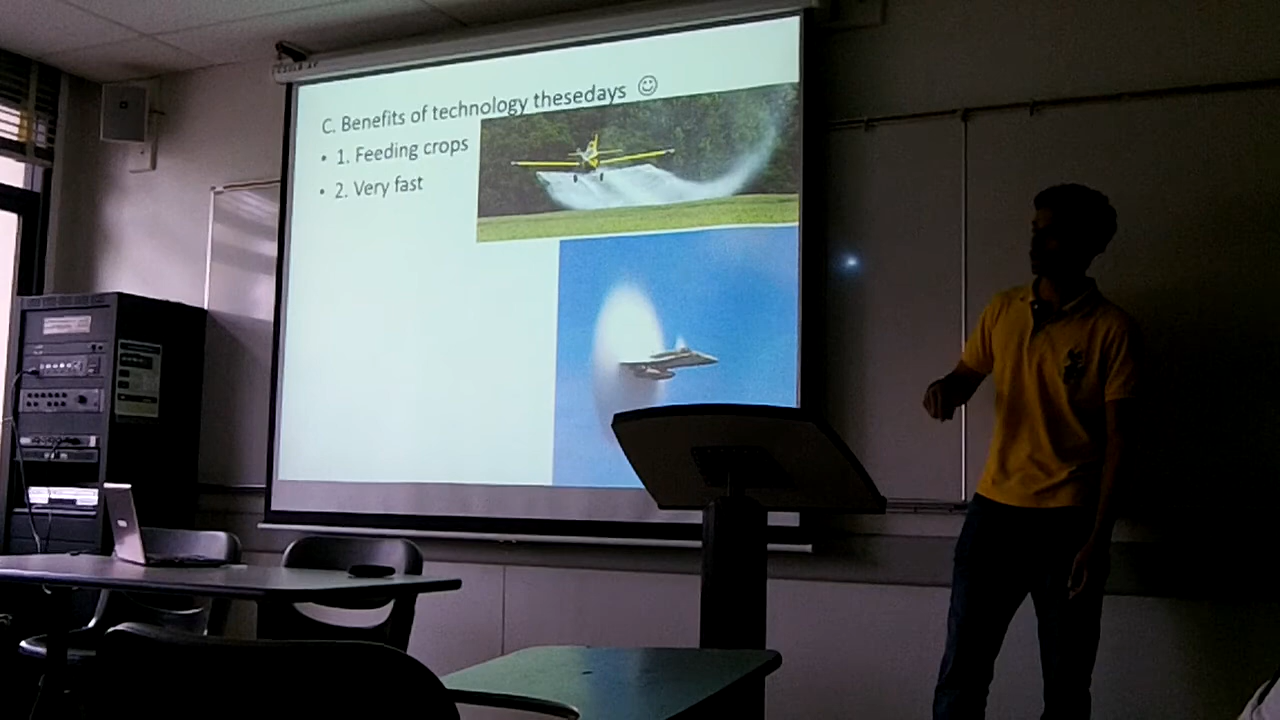 C. Benefits of technology thesedays ☺
• 1. Feeding crops
• 2. Very fast